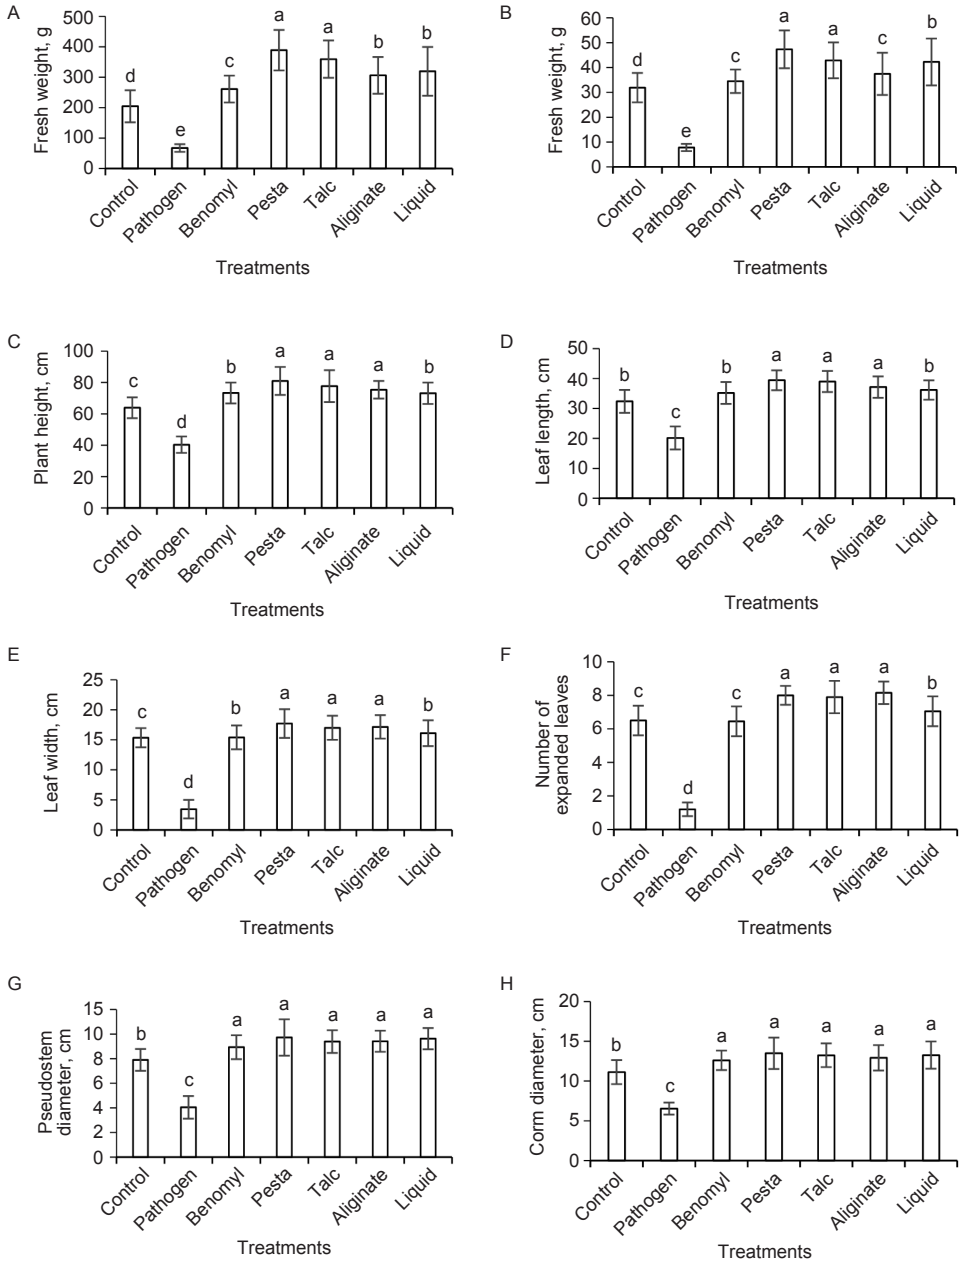 A
Fresh weight, g
500
400
300
200
100
0
d
e
c
a
a
b
b
Control
Pathogen
Benomyl
Pesta
Talc
Aliginate
Liquid
Treatments
B
Fresh weight, g
60
50
40
30
20
10
0
d
e
c
a
a
c
b
Control
Pathogen
Benomyl
Pesta
Talc
Aliginate
Liquid
Treatments
C
Plant height, cm
100
80
60
40
20
0
c
d
b
a
a
a
b
Control
Pathogen
Benomyl
Pesta
Talc
Aliginate
Liquid
Treatments
D
Leaf length, cm
50
40
30
20
10
0
b
c
b
a
a
a
b
Control
Pathogen
Benomyl
Pesta
Talc
Aliginate
Liquid
Treatments
E
Leaf width, cm
25
20
15
10
5
0
c
d
b
a
a
a
b
Control
Pathogen
Benomyl
Pesta
Talc
Aliginate
Liquid
Treatments
F
Number of
expanded leaves
10
8
6
4
2
0
c
d
c
a
a
a
b
Control
Pathogen
Benomyl
Pesta
Talc
Aliginate
Liquid
Treatments
G
Pseudostem
diameter, cm
15
10
8
6
4
2
0
b
c
a
a
a
a
a
Control
Pathogen
Benomyl
Pesta
Talc
Aliginate
Liquid
Treatments
H
Corm diameter, cm
20
15
10
5
0
b
c
a
a
a
a
a
Control
Pathogen
Benomyl
Pesta
Talc
Aliginate
Liquid
Treatments